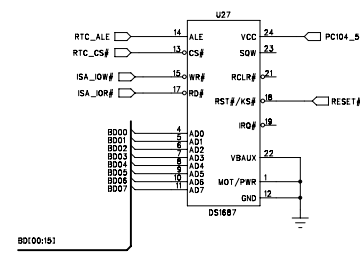 U27
RTC_ALE 14 ALE VCC 24 PC104_5
RTC_CS# 13 CS# SQW 23
ISA_IOW# 15 WR# RCLR# 21
ISA_IOR# 17 RD# RST#/KS# 18 RESET#
IRQ# 19
BD00 4 AD0
BD01 5 AD1
BD02 6 AD2
BD03 7 AD3 VBAUX 22
BD04 8 AD4
BD05 9 AD5
BD06 10 AD6 MOT/PWR 1
BD07 11 AD7
GND 12
DS1687
BD[00:15]